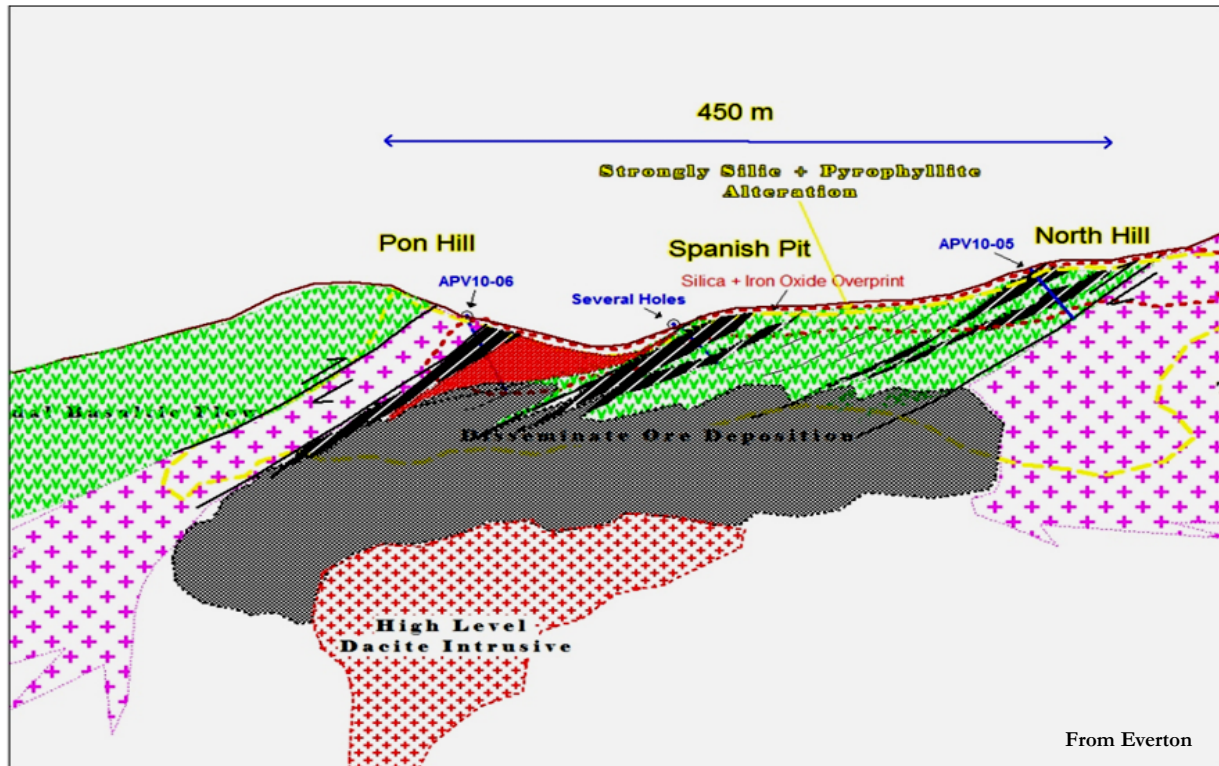 450 m
Strongly Silic + Pyrophyllite
Alteration
Pon Hill
Spanish Pit
North Hill
APV10-06
Several Holes
Silica + Iron Oxide Overprint
APV10-05
dal Basaltic Flow
Disseminate Ore Deposition
High Level
Dacite Intrusive
From Everton